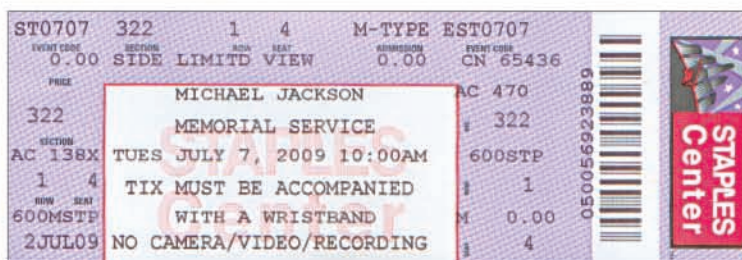 ST0707 322 1 4 M-TYPE EST0707
EVENT CODE SECTION ROW SEAT ADMISSION EVENT CODE
0.00 SIDE LIMITD VIEW 0.00 CN 65436
PRICE
MICHAEL JACKSON AC 470
322 MEMORIAL SERVICE 322
SECTION
AC 138X TUES JULY 7, 2009 10:00AM 600STP
1 4 TIX MUST BE ACCOMPANIED 1
ROW SEAT
600MSTP WITH A WRISTBAND M 0.00
2JUL09 NO CAMERA/VIDEO/RECORDING 4
STAPLES
Center
0500056923889
STAPLES
Center